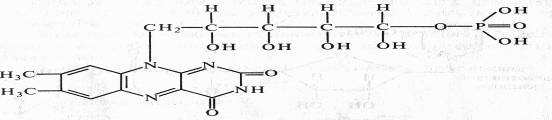 H H H H
CH2 C C C C O P OH
O
OH OH OH OH OH
H3C N N O
H3C N NH
O